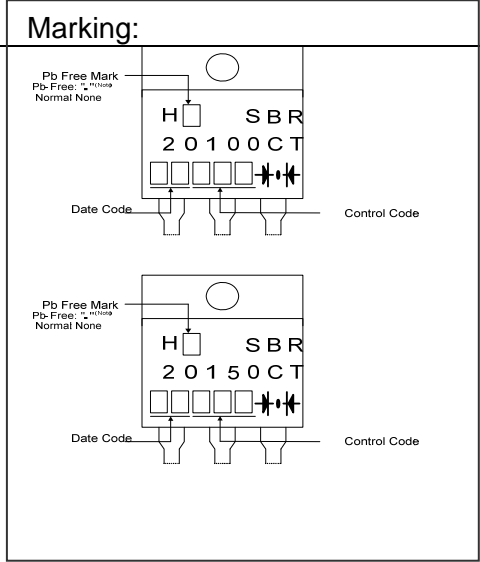 Marking:
Pb Free Mark
Pb-Free: "-"(Note)
Normal None
H SBR
20100CT
Date Code
Control Code
Pb Free Mark
Pb-Free: "-"(Note)
Normal None
H SBR
20150CT
Date Code
Control Code